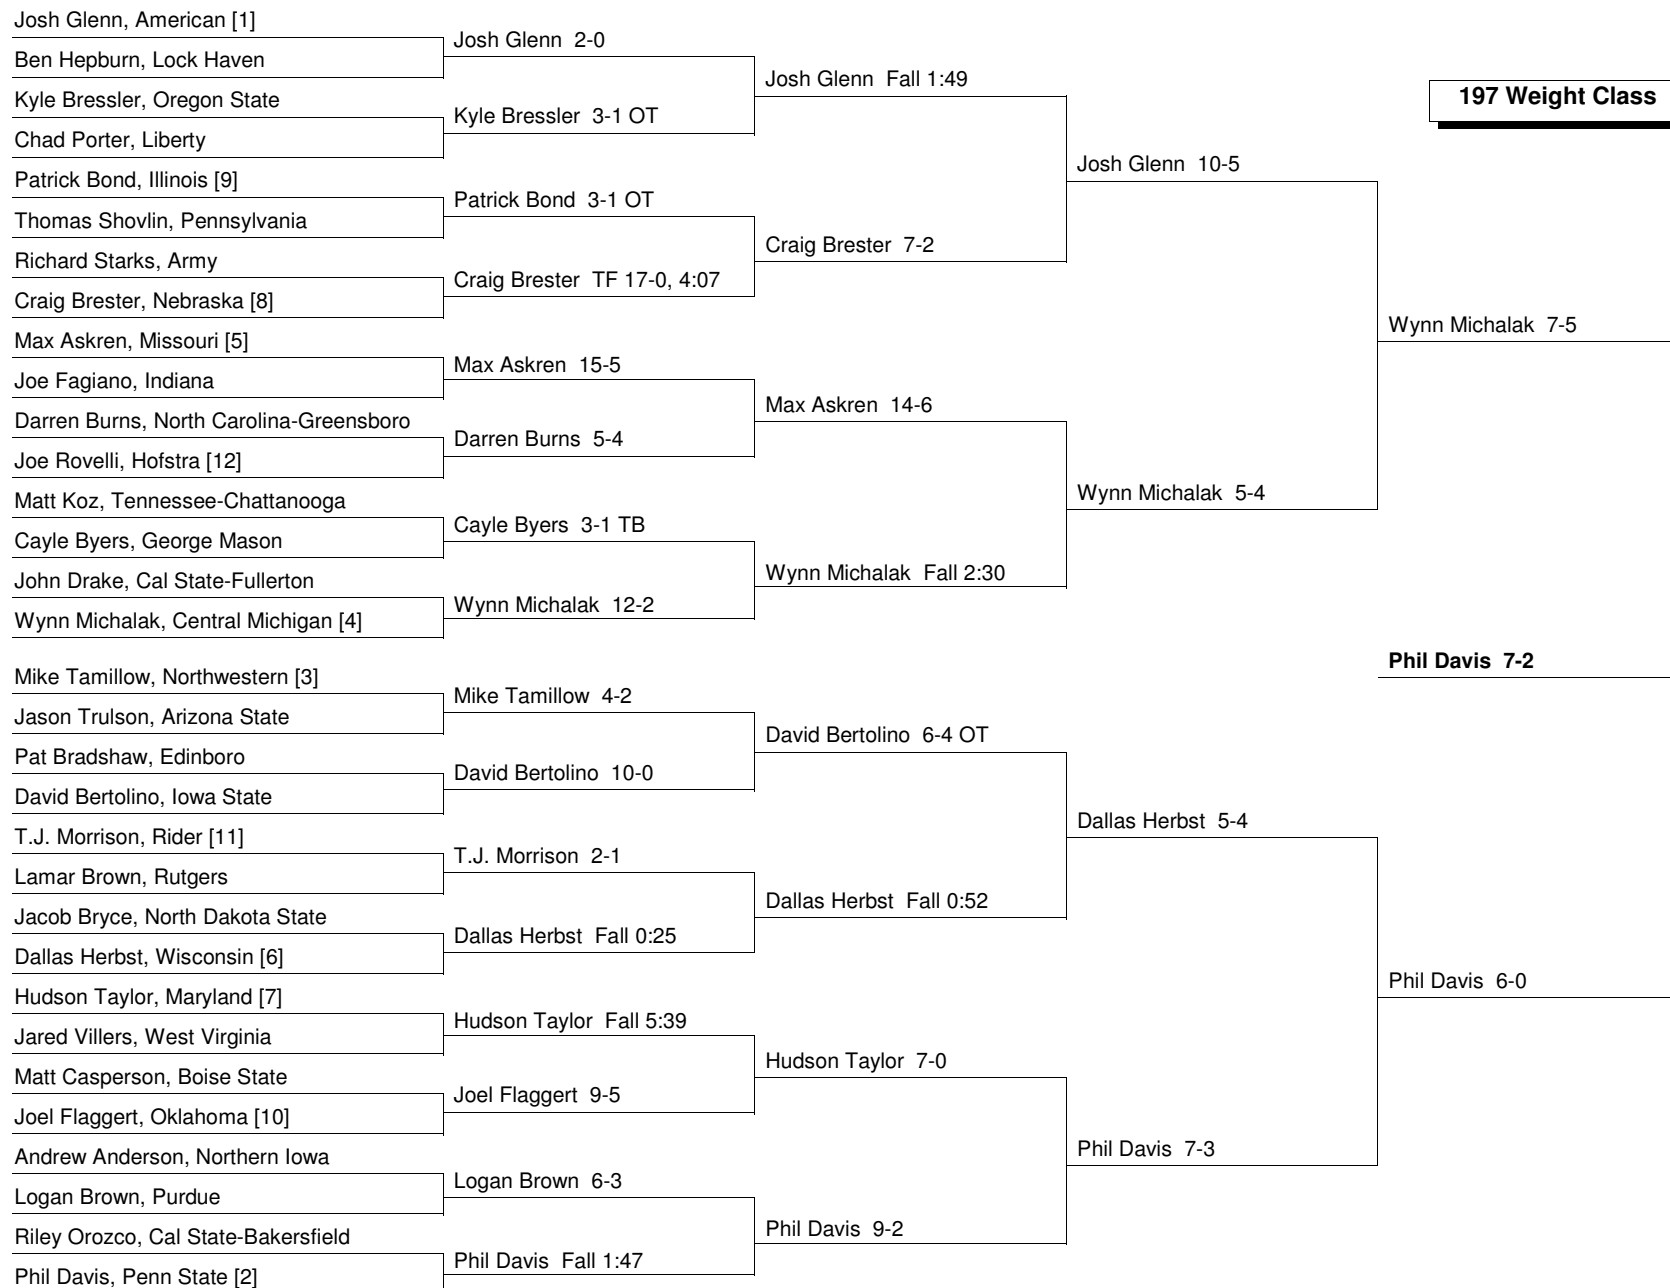 Josh Glenn, American [1]
Ben Hepburn, Lock Haven
Kyle Bressler, Oregon State
Chad Porter, Liberty
Patrick Bond, Illinois [9]
Thomas Shovlin, Pennsylvania
Richard Starks, Army
Craig Brester, Nebraska [8]
Max Askren, Missouri [5]
Joe Fagiano, Indiana
Darren Burns, North Carolina-Greensboro
Joe Rovelli, Hofstra [12]
Matt Koz, Tennessee-Chattanooga
Cayle Byers, George Mason
John Drake, Cal State-Fullerton
Wynn Michalak, Central Michigan [4]
Mike Tamillow, Northwestern [3]
Jason Trulson, Arizona State
Pat Bradshaw, Edinboro
David Bertolino, Iowa State
T.J. Morrison, Rider [11]
Lamar Brown, Rutgers
Jacob Bryce, North Dakota State
Dallas Herbst, Wisconsin [6]
Hudson Taylor, Maryland [7]
Jared Villers, West Virginia
Matt Casperson, Boise State
Joel Flaggert, Oklahoma [10]
Andrew Anderson, Northern Iowa
Logan Brown, Purdue
Riley Orozco, Cal State-Bakersfield
Phil Davis, Penn State [2]
Josh Glenn 2-0
Kyle Bressler 3-1 OT
Patrick Bond 3-1 OT
Craig Brester TF 17-0, 4:07
Max Askren 15-5
Darren Burns 5-4
Cayle Byers 3-1 TB
Wynn Michalak 12-2
Mike Tamillow 4-2
David Bertolino 10-0
T.J. Morrison 2-1
Dallas Herbst Fall 0:25
Hudson Taylor Fall 5:39
Joel Flaggert 9-5
Logan Brown 6-3
Phil Davis Fall 1:47
Josh Glenn Fall 1:49
Craig Brester 7-2
Max Askren 14-6
Wynn Michalak Fall 2:30
David Bertolino 6-4 OT
Dallas Herbst Fall 0:52
Hudson Taylor 7-0
Phil Davis 9-2
Josh Glenn 10-5
Wynn Michalak 5-4
Dallas Herbst 5-4
Phil Davis 7-3
197 Weight Class
Wynn Michalak 7-5
Phil Davis 7-2
Phil Davis 6-0